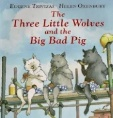 EUGENE TRIVIZAS HELEN OXENBURY
The
Three Little Wolves
and the
Big Bad Pig